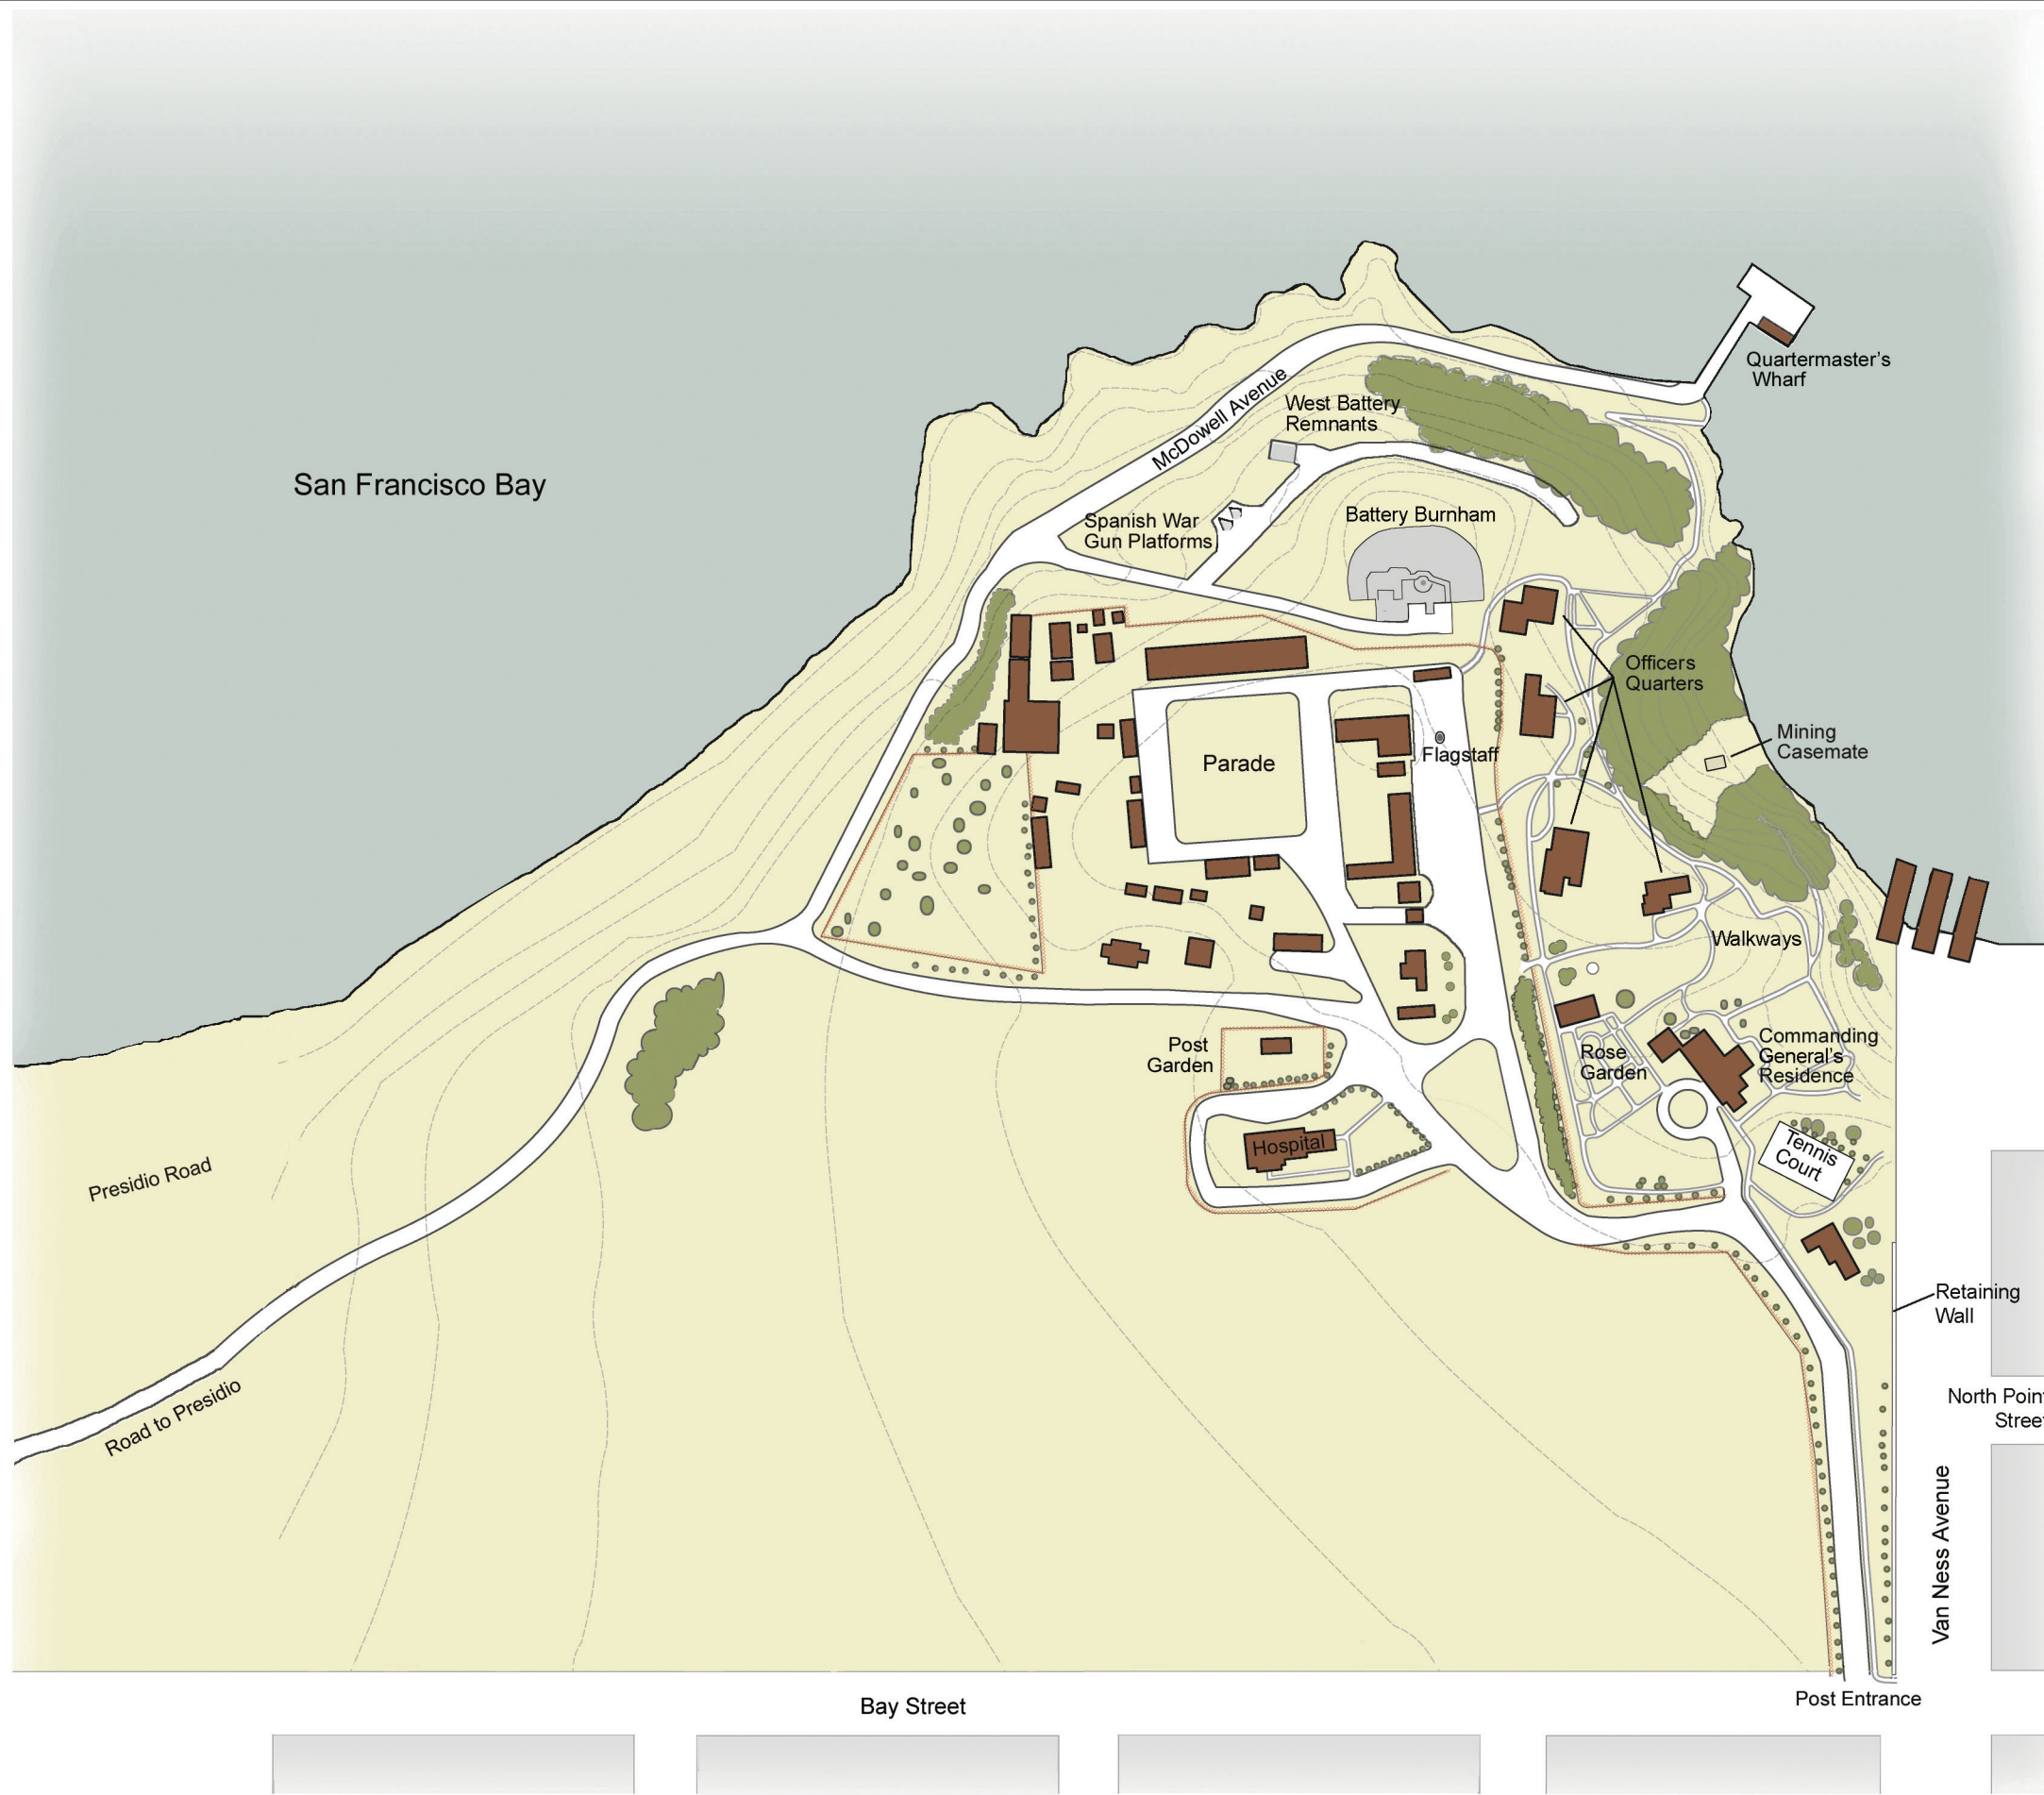 Quartermaster's
Wharf
McDowell Avenue
West Battery
Remnants
San Francisco Bay
Spanish War
Gun Platforms
Battery Burnham
Officers
Quarters
Mining
Casemate
Parade
Flagstaff
Walkways
Post
Garden
Rose
Garden
Commanding
General's
Residence
Hospital
Tennis
Court
Presidio Road
Retaining
Wall
Road to Presidio
North Poin
Stree
Van Ness Avenue
Post Entrance
Bay Street